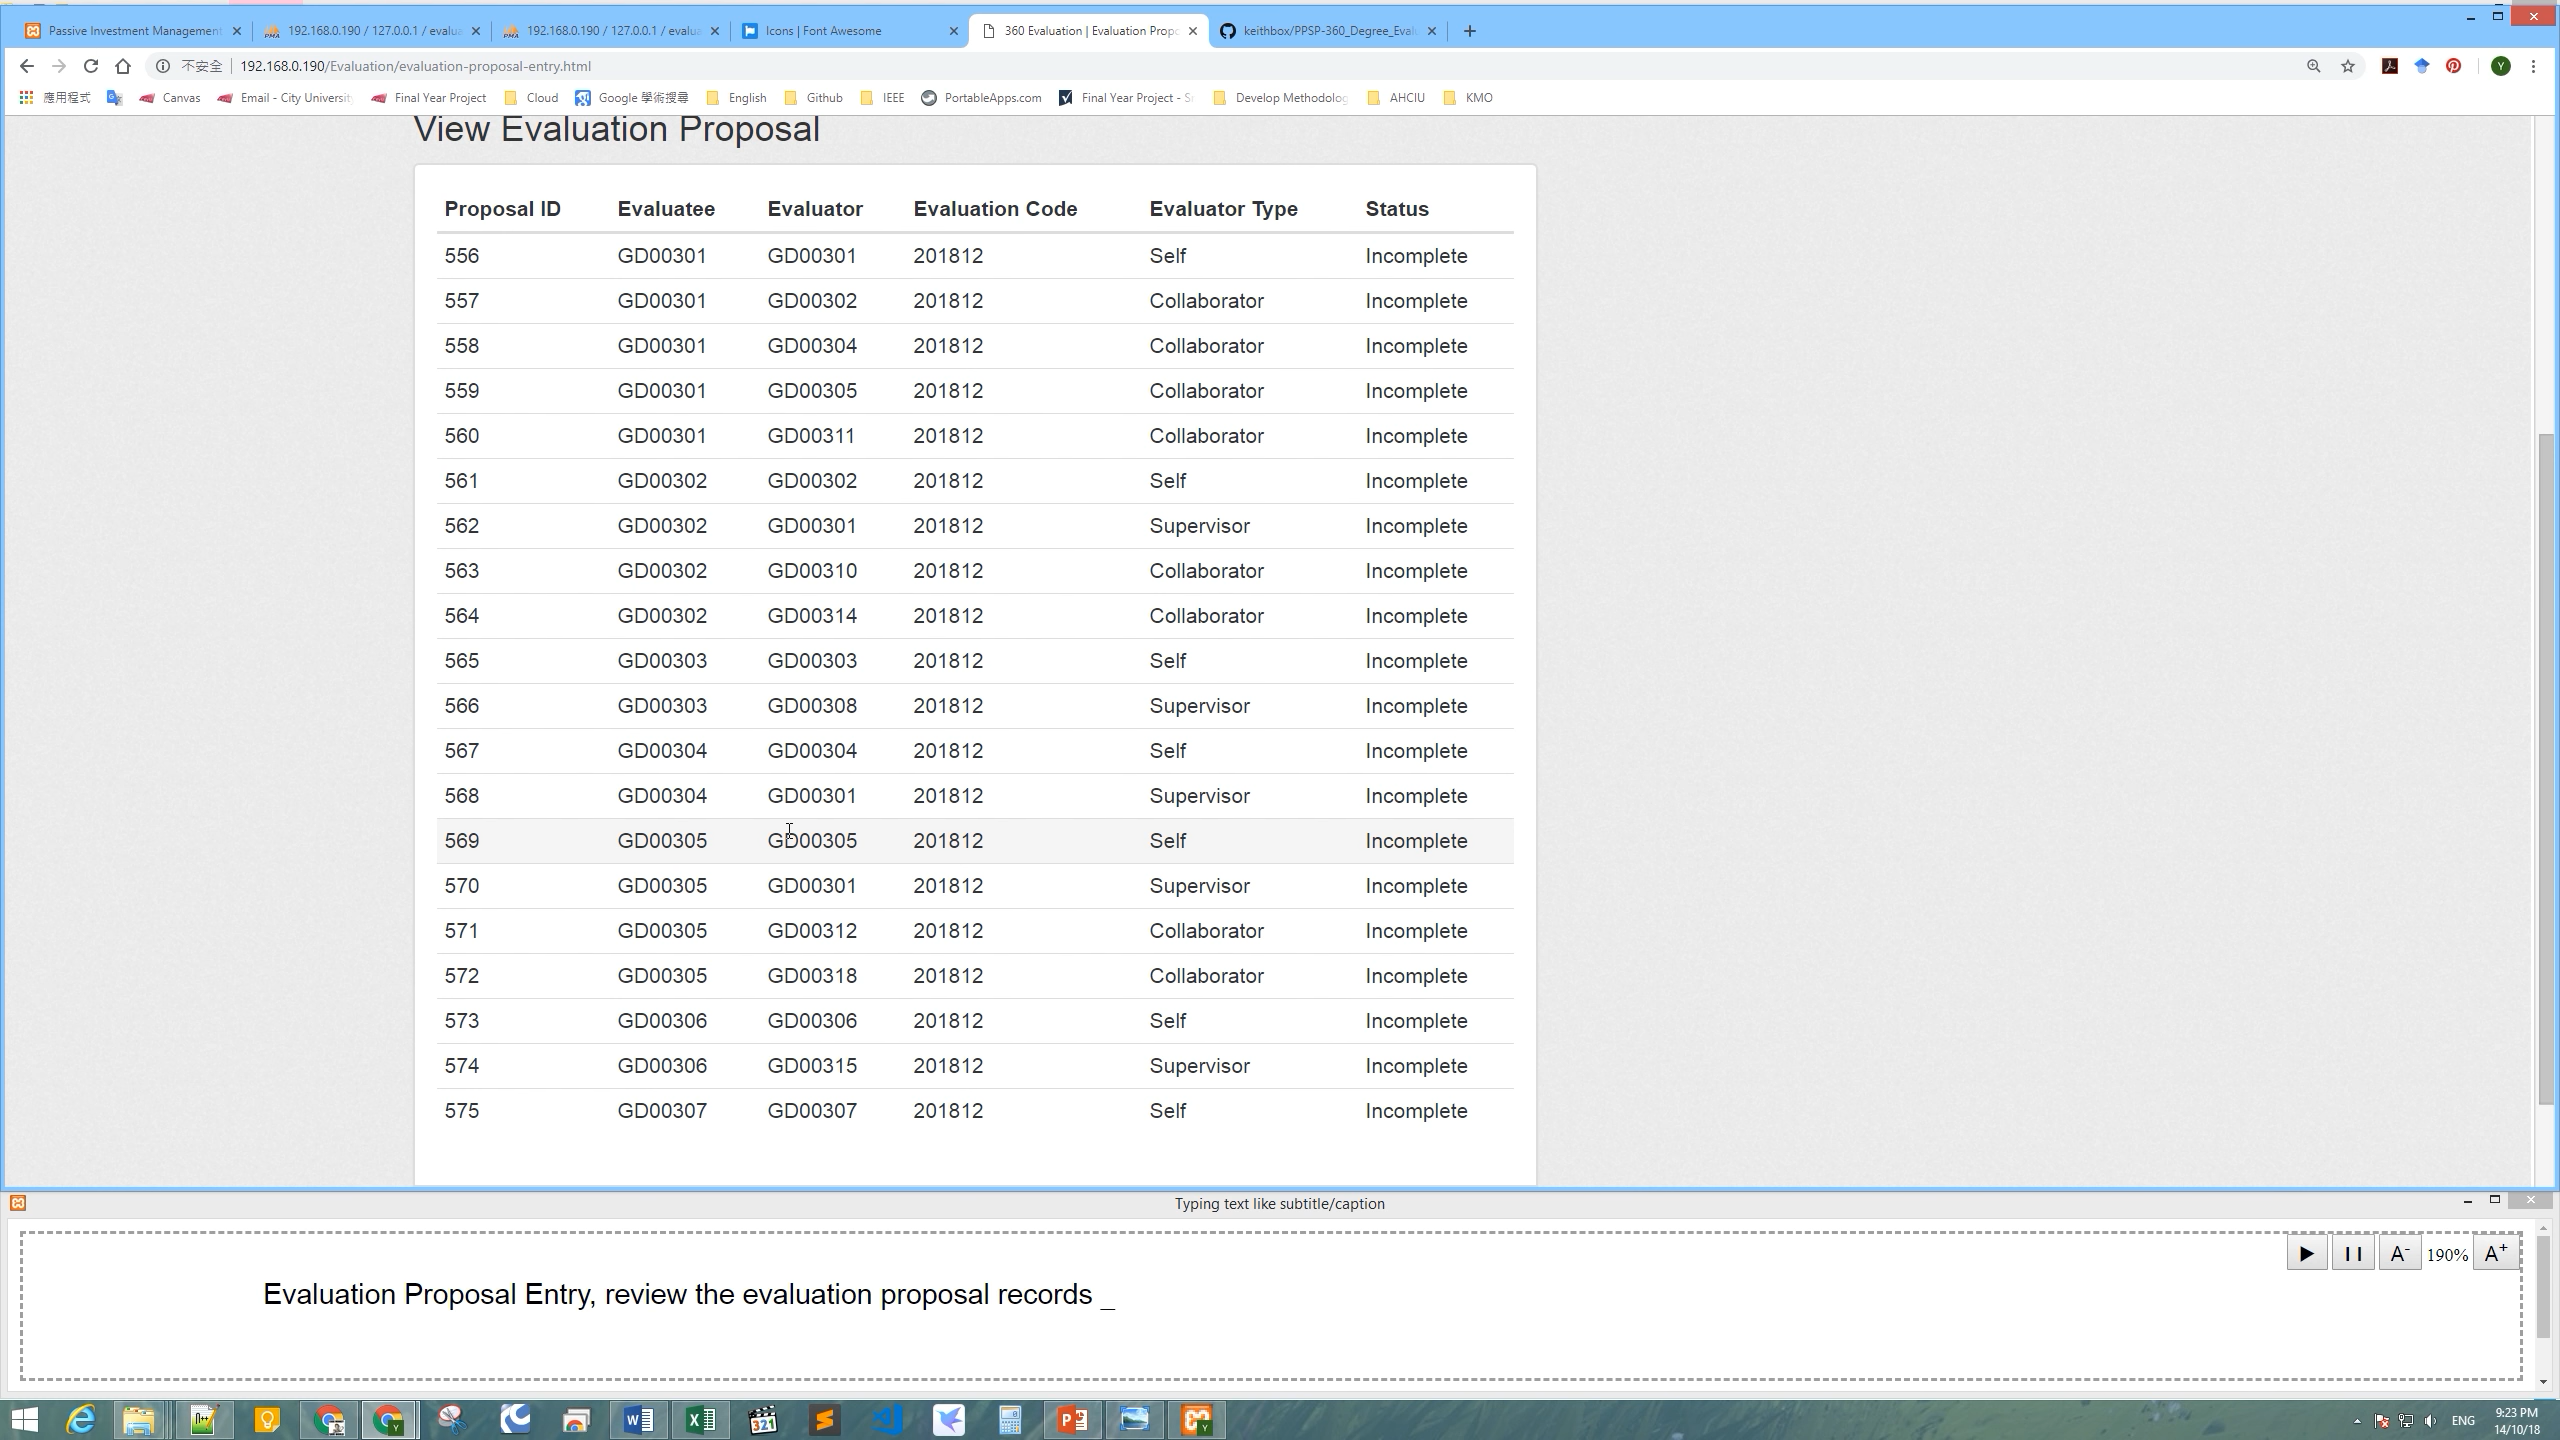 Passive Investment Management
192.168.0.190 / 127.0.0.1 / evalua
192.168.0.190 / 127.0.0.1 / evalua
Icons | Font Awesome
360 Evaluation | Evaluation Propo
keithbox/PPSP-360_Degree_Evalu
不安全 192.168.0.190/Evaluation/evaluation-proposal-entry.html
應用程式 Canvas Email - City University Final Year Project Cloud Google 學術搜尋 English Github IEEE PortableApps.com Final Year Project - Sr Develop Methodolog AHCIU KMO
View Evaluation Proposal
Proposal ID Evaluatee Evaluator Evaluation Code Evaluator Type Status
556 GD00301 GD00301 201812 Self Incomplete
557 GD00301 GD00302 201812 Collaborator Incomplete
558 GD00301 GD00304 201812 Collaborator Incomplete
559 GD00301 GD00305 201812 Collaborator Incomplete
560 GD00301 GD00311 201812 Collaborator Incomplete
561 GD00302 GD00302 201812 Self Incomplete
562 GD00302 GD00301 201812 Supervisor Incomplete
563 GD00302 GD00310 201812 Collaborator Incomplete
564 GD00302 GD00314 201812 Collaborator Incomplete
565 GD00303 GD00303 201812 Self Incomplete
566 GD00303 GD00308 201812 Supervisor Incomplete
567 GD00304 GD00304 201812 Self Incomplete
568 GD00304 GD00301 201812 Supervisor Incomplete
569 GD00305 GD00305 201812 Self Incomplete
570 GD00305 GD00301 201812 Supervisor Incomplete
571 GD00305 GD00312 201812 Collaborator Incomplete
572 GD00305 GD00318 201812 Collaborator Incomplete
573 GD00306 GD00306 201812 Self Incomplete
574 GD00306 GD00315 201812 Supervisor Incomplete
575 GD00307 GD00307 201812 Self Incomplete
Typing text like subtitle/caption
A- 190% A+
Evaluation Proposal Entry, review the evaluation proposal records _
ENG
9:23 PM
14/10/18